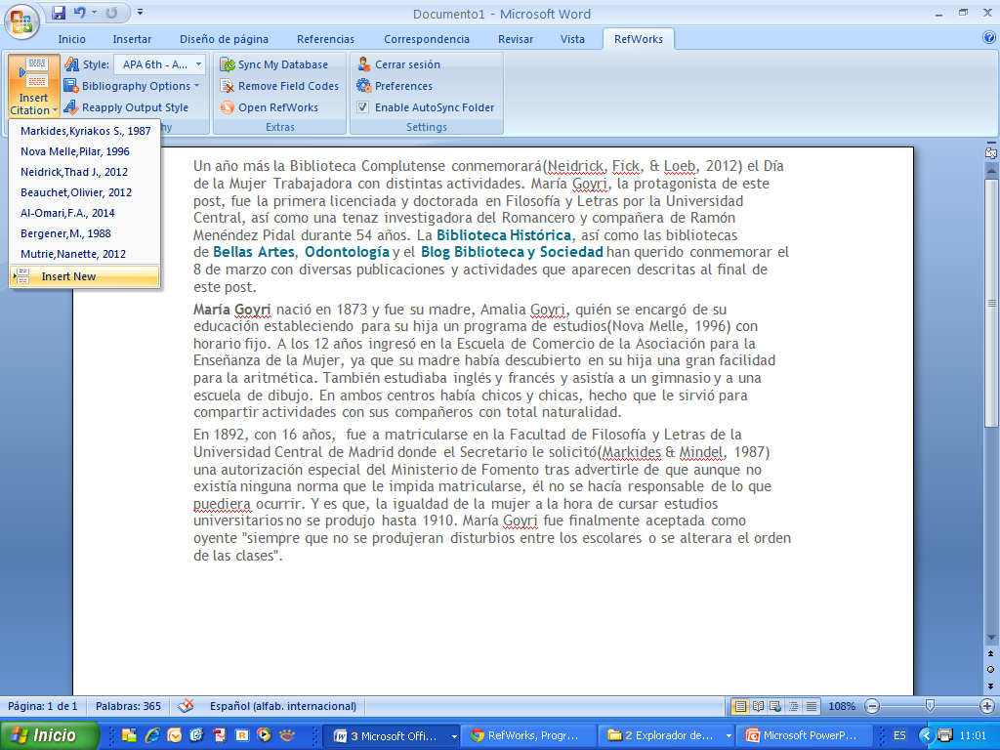 Documento1 - Microsoft Word
Inicio Insertar Diseño de página Referencias Correspondencia Revisar Vista RefWorks
Insert Citation
Style: APA 6th - A...
Bibliography Options
Reapply Output Style
hy
Sync My Database
Remove Field Codes
Open RefWorks
Extras
Cerrar sesión
Preferences
Enable AutoSync Folder
Settings
Markides,Kyriakos S., 1987
Nova Melle,Pilar, 1996
Neidrick,Thad J., 2012
Beauchet,Olivier, 2012
Al-Omari,F.A., 2014
Bergener,M., 1988
Mutrie,Nanette, 2012
Insert New
Un año más la Biblioteca Complutense conmemorará(Neidrick, Fick, & Loeb, 2012) el Día
de la Mujer Trabajadora con distintas actividades. María Goyri, la protagonista de este
post, fue la primera licenciada y doctorada en Filosofía y Letras por la Universidad
Central, así como una tenaz investigadora del Romancero y compañera de Ramón
Menéndez Pidal durante 54 años. La Biblioteca Histórica, así como las bibliotecas
de Bellas Artes, Odontología y el Blog Biblioteca y Sociedad han querido conmemorar el
8 de marzo con diversas publicaciones y actividades que aparecen descritas al final de
este post.
María Goyri nació en 1873 y fue su madre, Amalia Goyri, quién se encargó de su
educación estableciendo para su hija un programa de estudios(Nova Melle, 1996) con
horario fijo. A los 12 años ingresó en la Escuela de Comercio de la Asociación para la
Enseñanza de la Mujer, ya que su madre había descubierto en su hija una gran facilidad
para la aritmética. También estudiaba inglés y francés y asistía a un gimnasio y a una
escuela de dibujo. En ambos centros había chicos y chicas, hecho que le sirvió para
compartir actividades con sus compañeros con total naturalidad.
En 1892, con 16 años, fue a matricularse en la Facultad de Filosofía y Letras de la
Universidad Central de Madrid donde el Secretario le solicitó(Markides & Mindel, 1987)
una autorización especial del Ministerio de Fomento tras advertirle de que aunque no
existía ninguna norma que le impida matricularse, él no se hacía responsable de lo que
puediera ocurrir. Y es que, la igualdad de la mujer a la hora de cursar estudios
universitarios no se produjo hasta 1910. María Goyri fue finalmente aceptada como
oyente "siempre que no se produjeran disturbios entre los escolares o se alterara el orden
de las clases".
Página: 1 de 1 Palabras: 365 Español (alfab. internacional) 108%
Inicio 3 Microsoft Offi... RefWorks, Progr... 2 Explorador de... Microsoft PowerP... ES 11:01